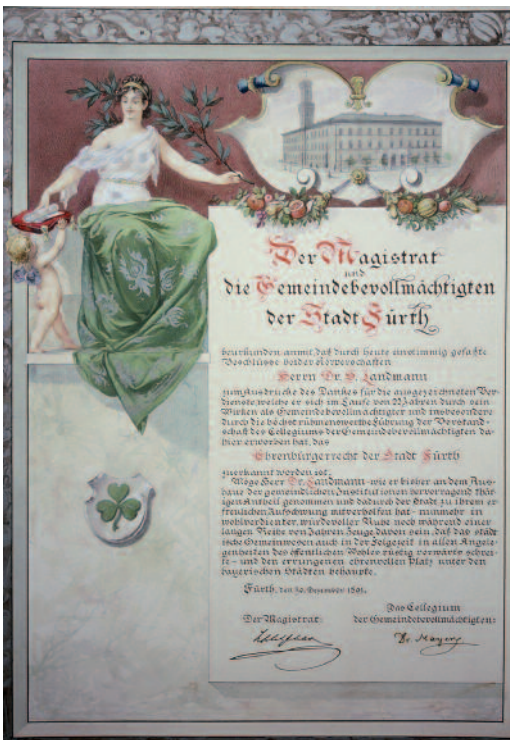 Der Magistrat
und
die Gemeindebevollmächtigten
der Stadt Fürth
beurkunden anmit, daß durch heute einstimmig gefaßte
Beschlüsse beider Körperschaften
Herrn Dr. Landmann
zum Ausdrucke des Dankes für die ausgezeichneten Ver-
dienste, welche er sich im Laufe von Jahren durch sein
Wirken als Gemeindebevollmächtigter und insbesondere
durch die höchst rühmenswerthe Führung der Vorstand-
schaft des Collegiums der Gemeindebevollmächtigten da-
hier erworben hat, das
Ehrenbürgerrecht der Stadt Fürth
zuerkannt worden ist.
Möge Herr Dr. Landmann - wie er bisher an dem Aus-
baue der gemeindlichen Institutionen hervorragend thät-
igen Antheil genommen und dadurch der Stadt zu ihrem er-
freulichen Aufschwung mitverholfen hat - nunmehr in
wohlverdienter, würdevoller Ruhe noch während einer
langen Reihe von Jahren Zeuge davon sein, daß das städt-
ische Gemeinwesen auch in der Folgezeit in allen Angele-
genheiten des öffentlichen Wohles rüstig vorwärts schrei-
te - und den errungenen ehrenvollen Platz unter den
bayerischen Städten behaupte.
Fürth, den 30. Dezember 1891.
Der Magistrat:
Das Collegium
der Gemeindebevollmächtigten:
Dr. Mayer